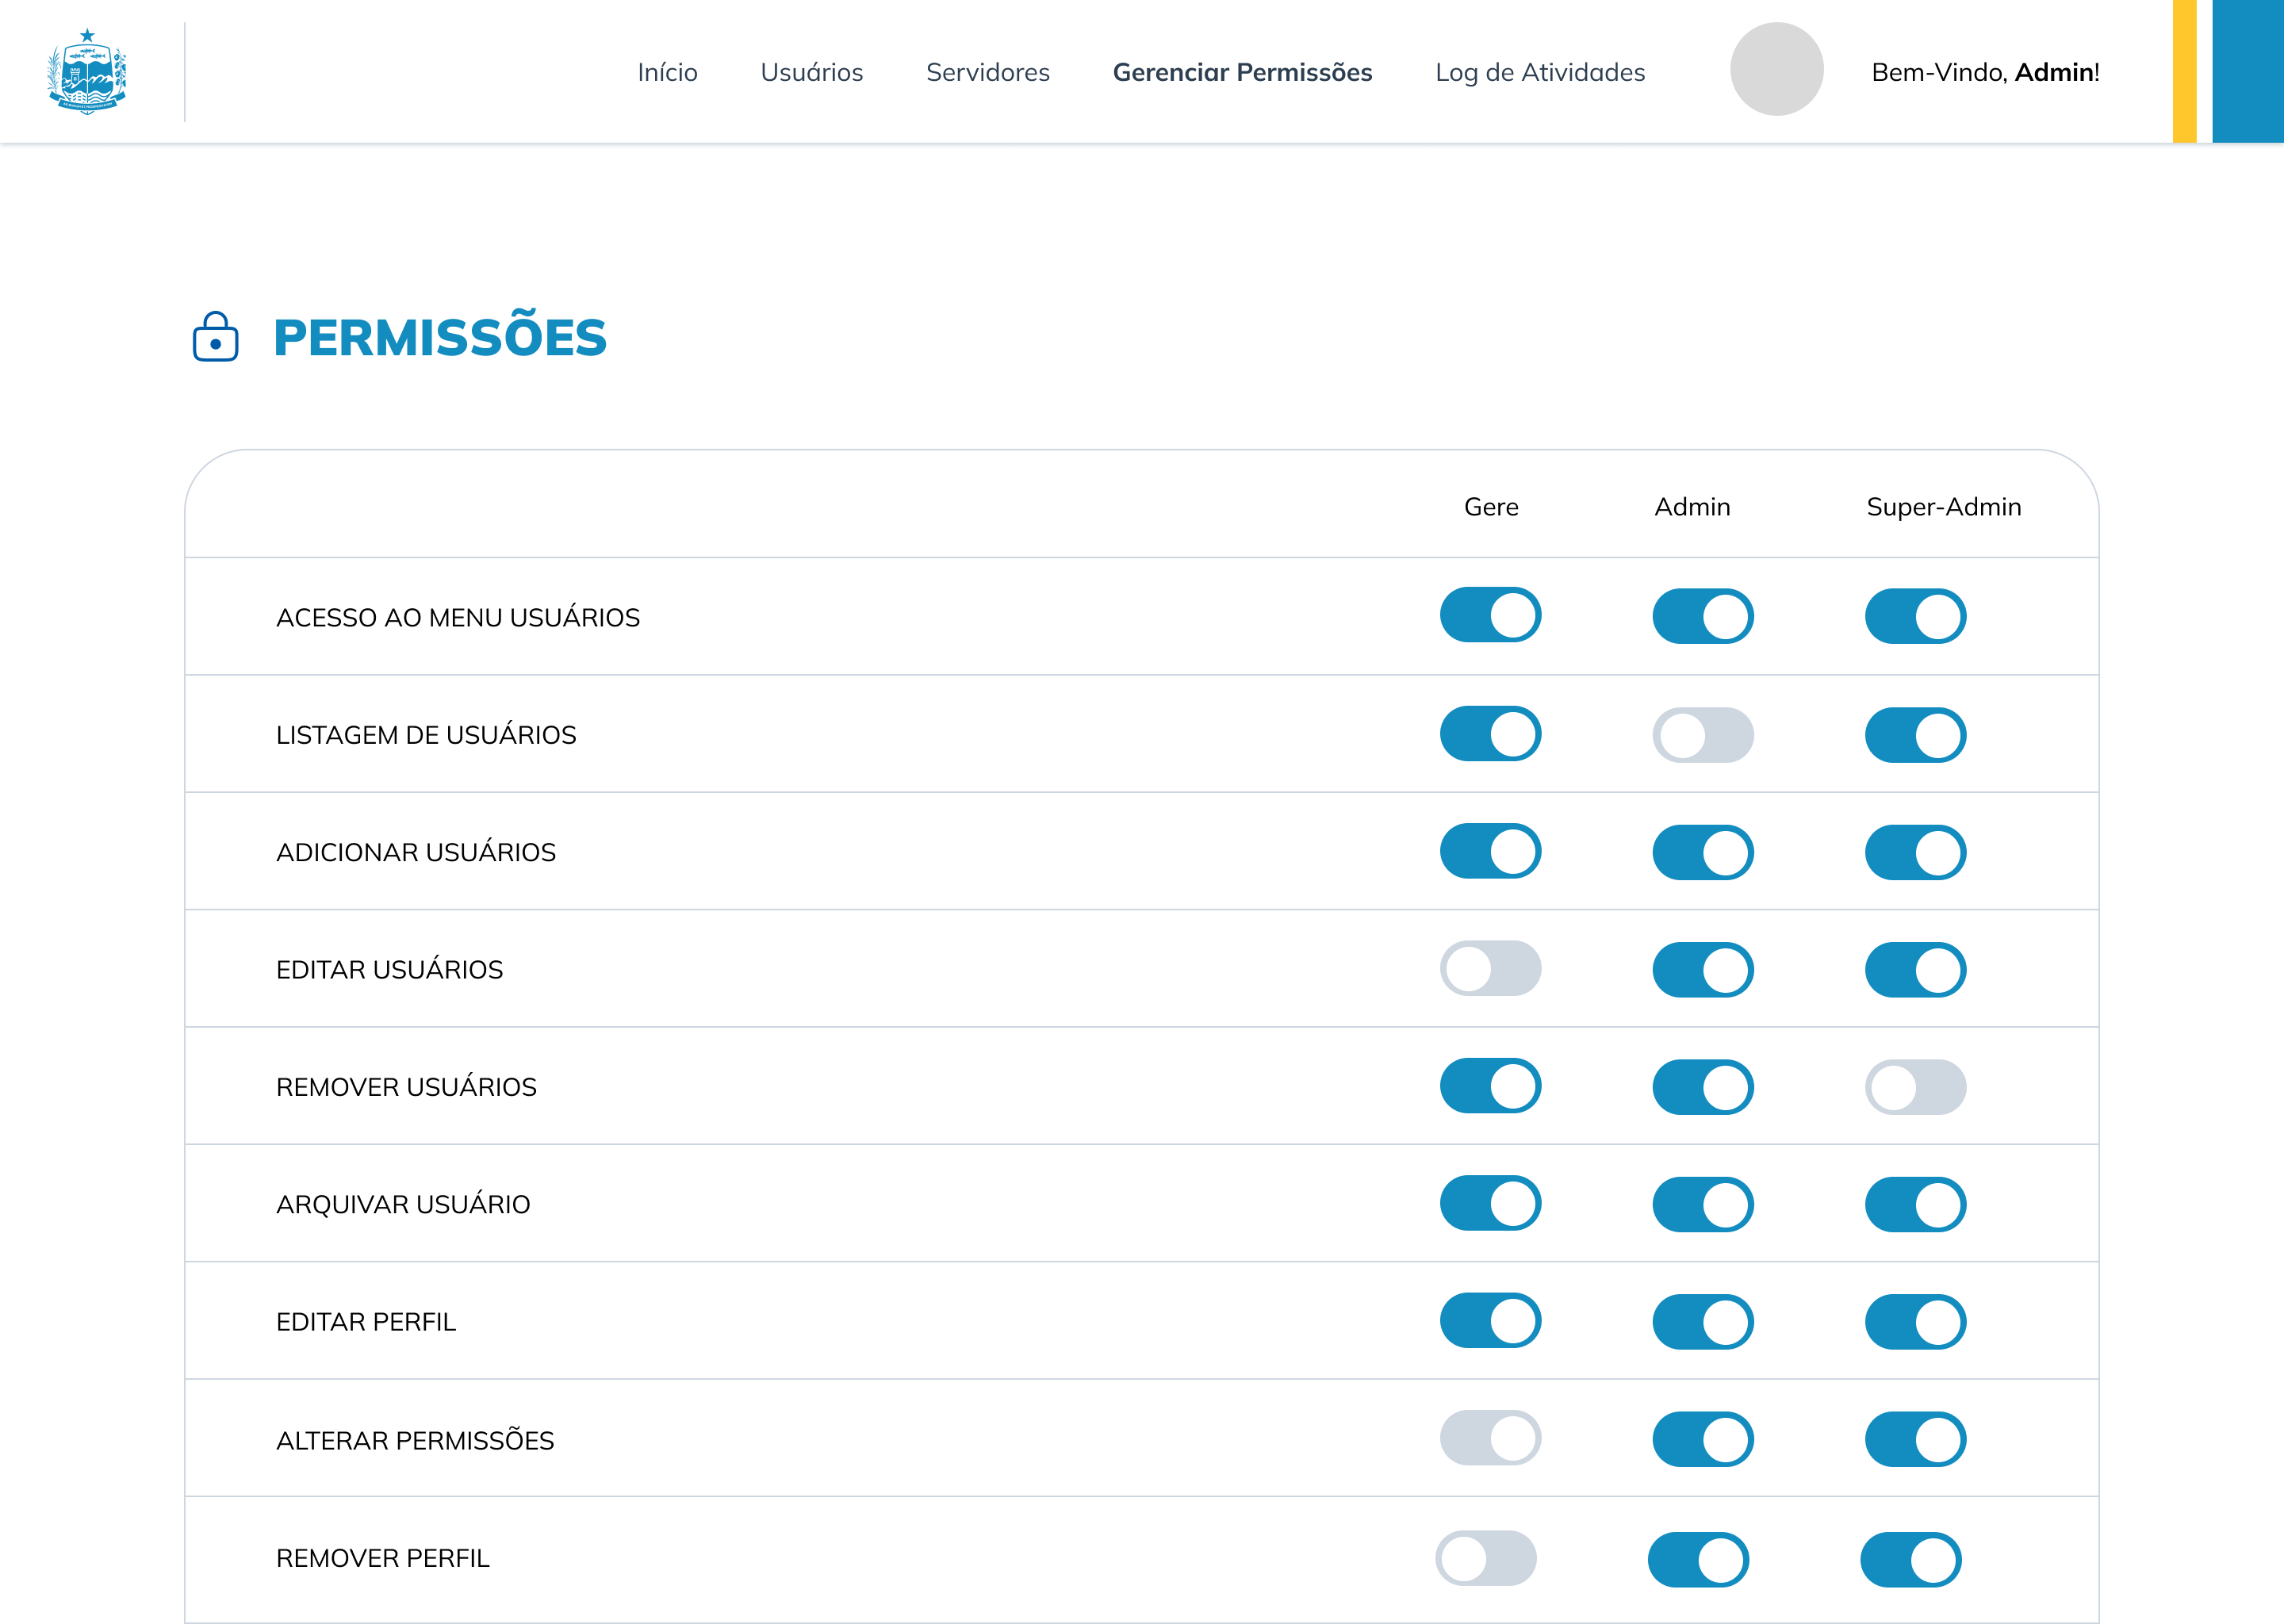 Início Usuários Servidores Gerenciar Permissões Log de Atividades Bem-Vindo, Admin!
PERMISSÕES
Gere Admin Super-Admin
ACESSO AO MENU USUÁRIOS
LISTAGEM DE USUÁRIOS
ADICIONAR USUÁRIOS
EDITAR USUÁRIOS
REMOVER USUÁRIOS
ARQUIVAR USUÁRIO
EDITAR PERFIL
ALTERAR PERMISSÕES
REMOVER PERFIL